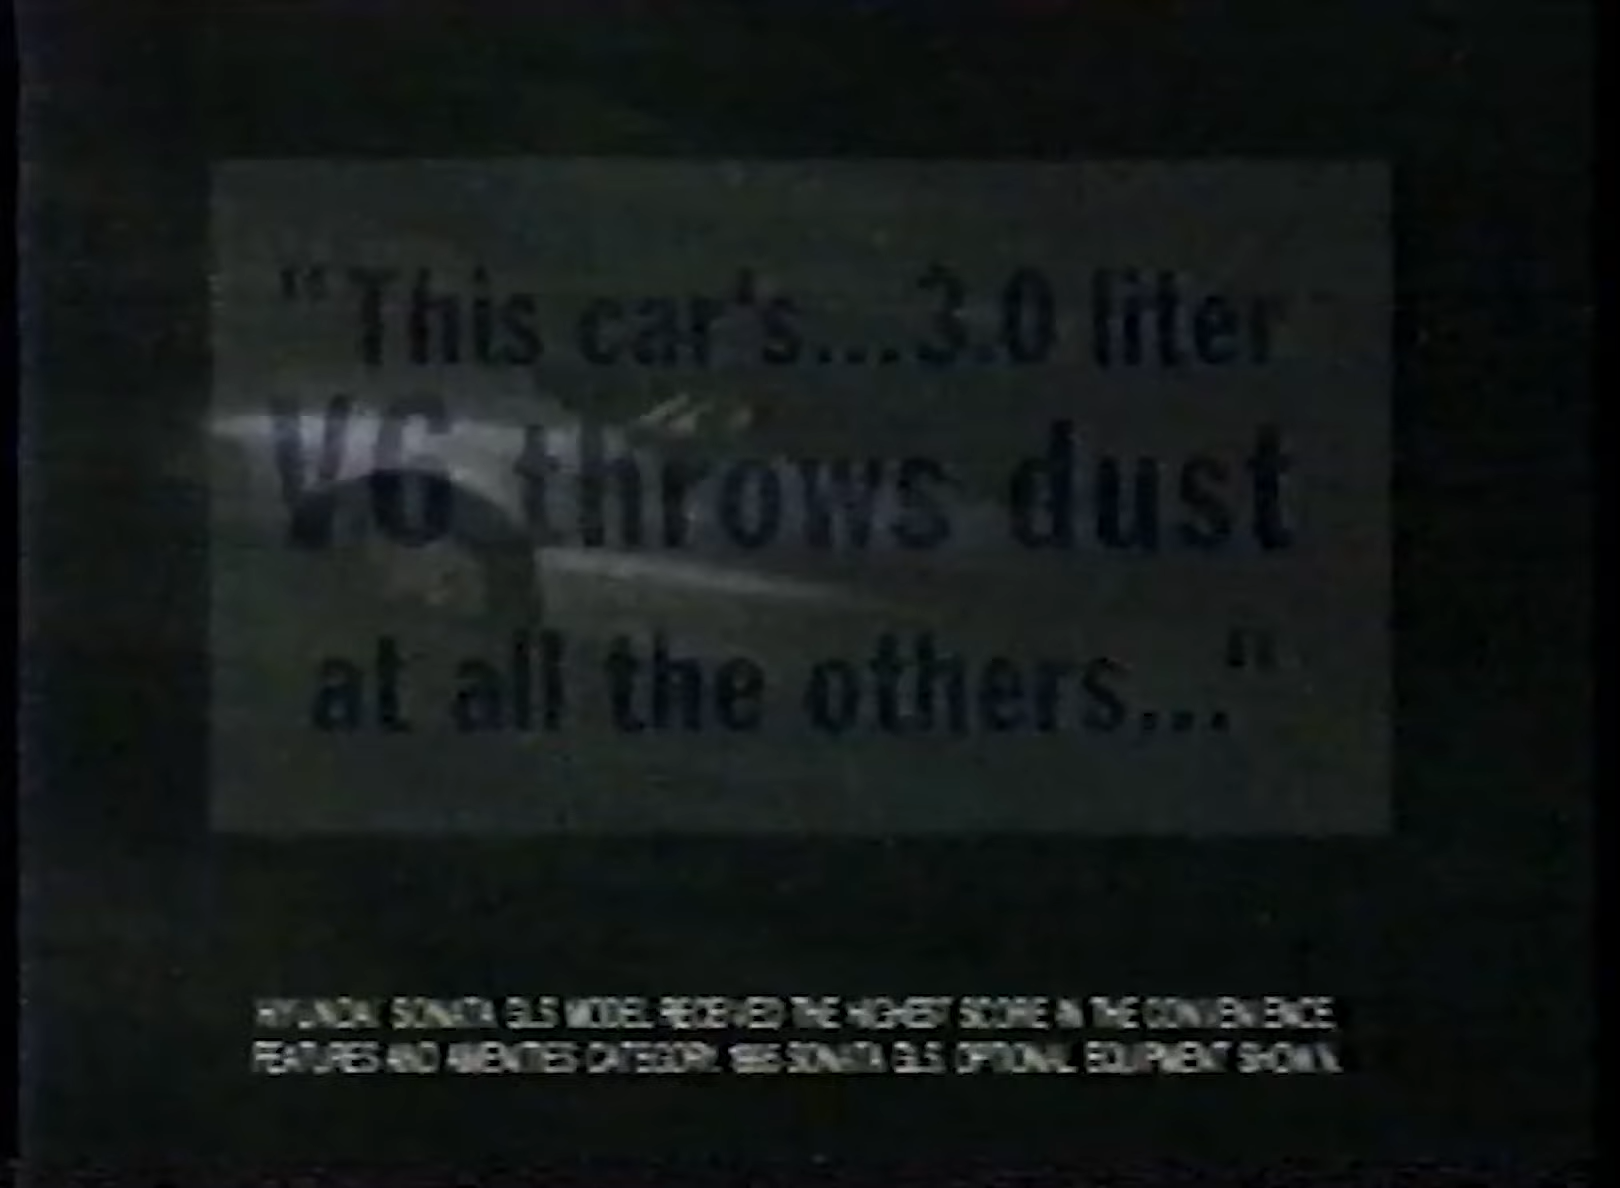 "This car's...3.0 liter
V6 throws dust
at all the others..."
HYUNDAI SONATA GLS MODEL RECEIVED THE HIGHEST SCORE IN THE CONVENIENCE
FEATURES AND AMENITIES CATEGORY. SONATA GLS. OPTIONAL EQUIPMENT SHOWN.